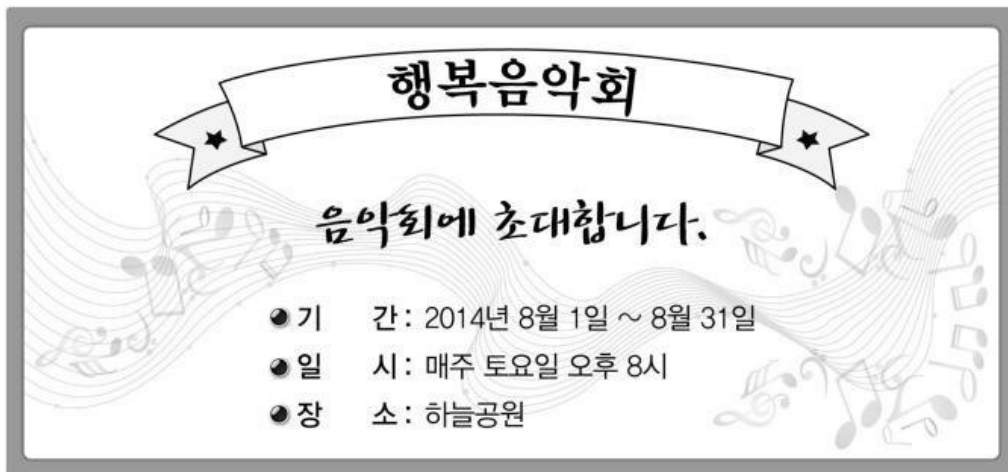 행복음악회
음악회에 초대합니다.
기 간 : 2014년 8월 1일 ~ 8월 31일
일 시 : 매주 토요일 오후 8시
장 소 : 하늘공원